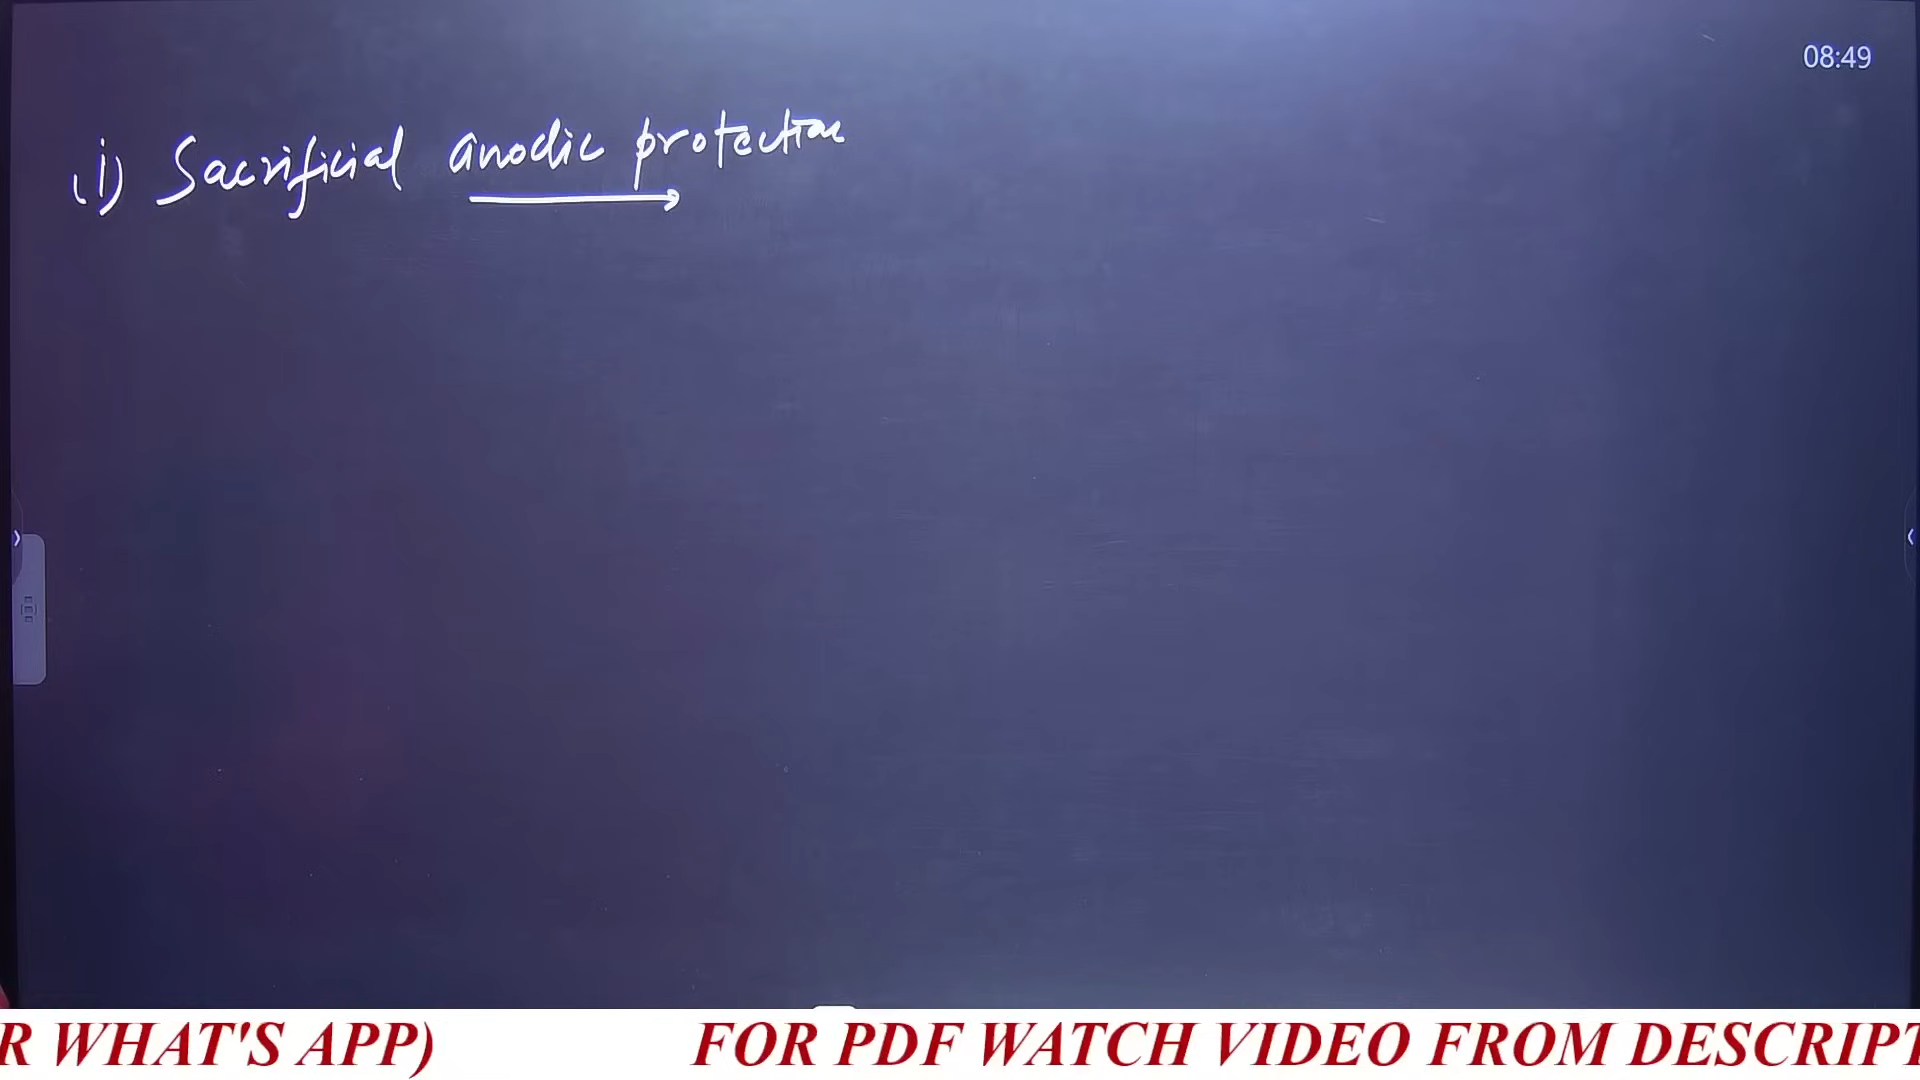 08:49
(i) Sacrificial anodic protection
R WHAT'S APP) FOR PDF WATCH VIDEO FROM DESCRIPT